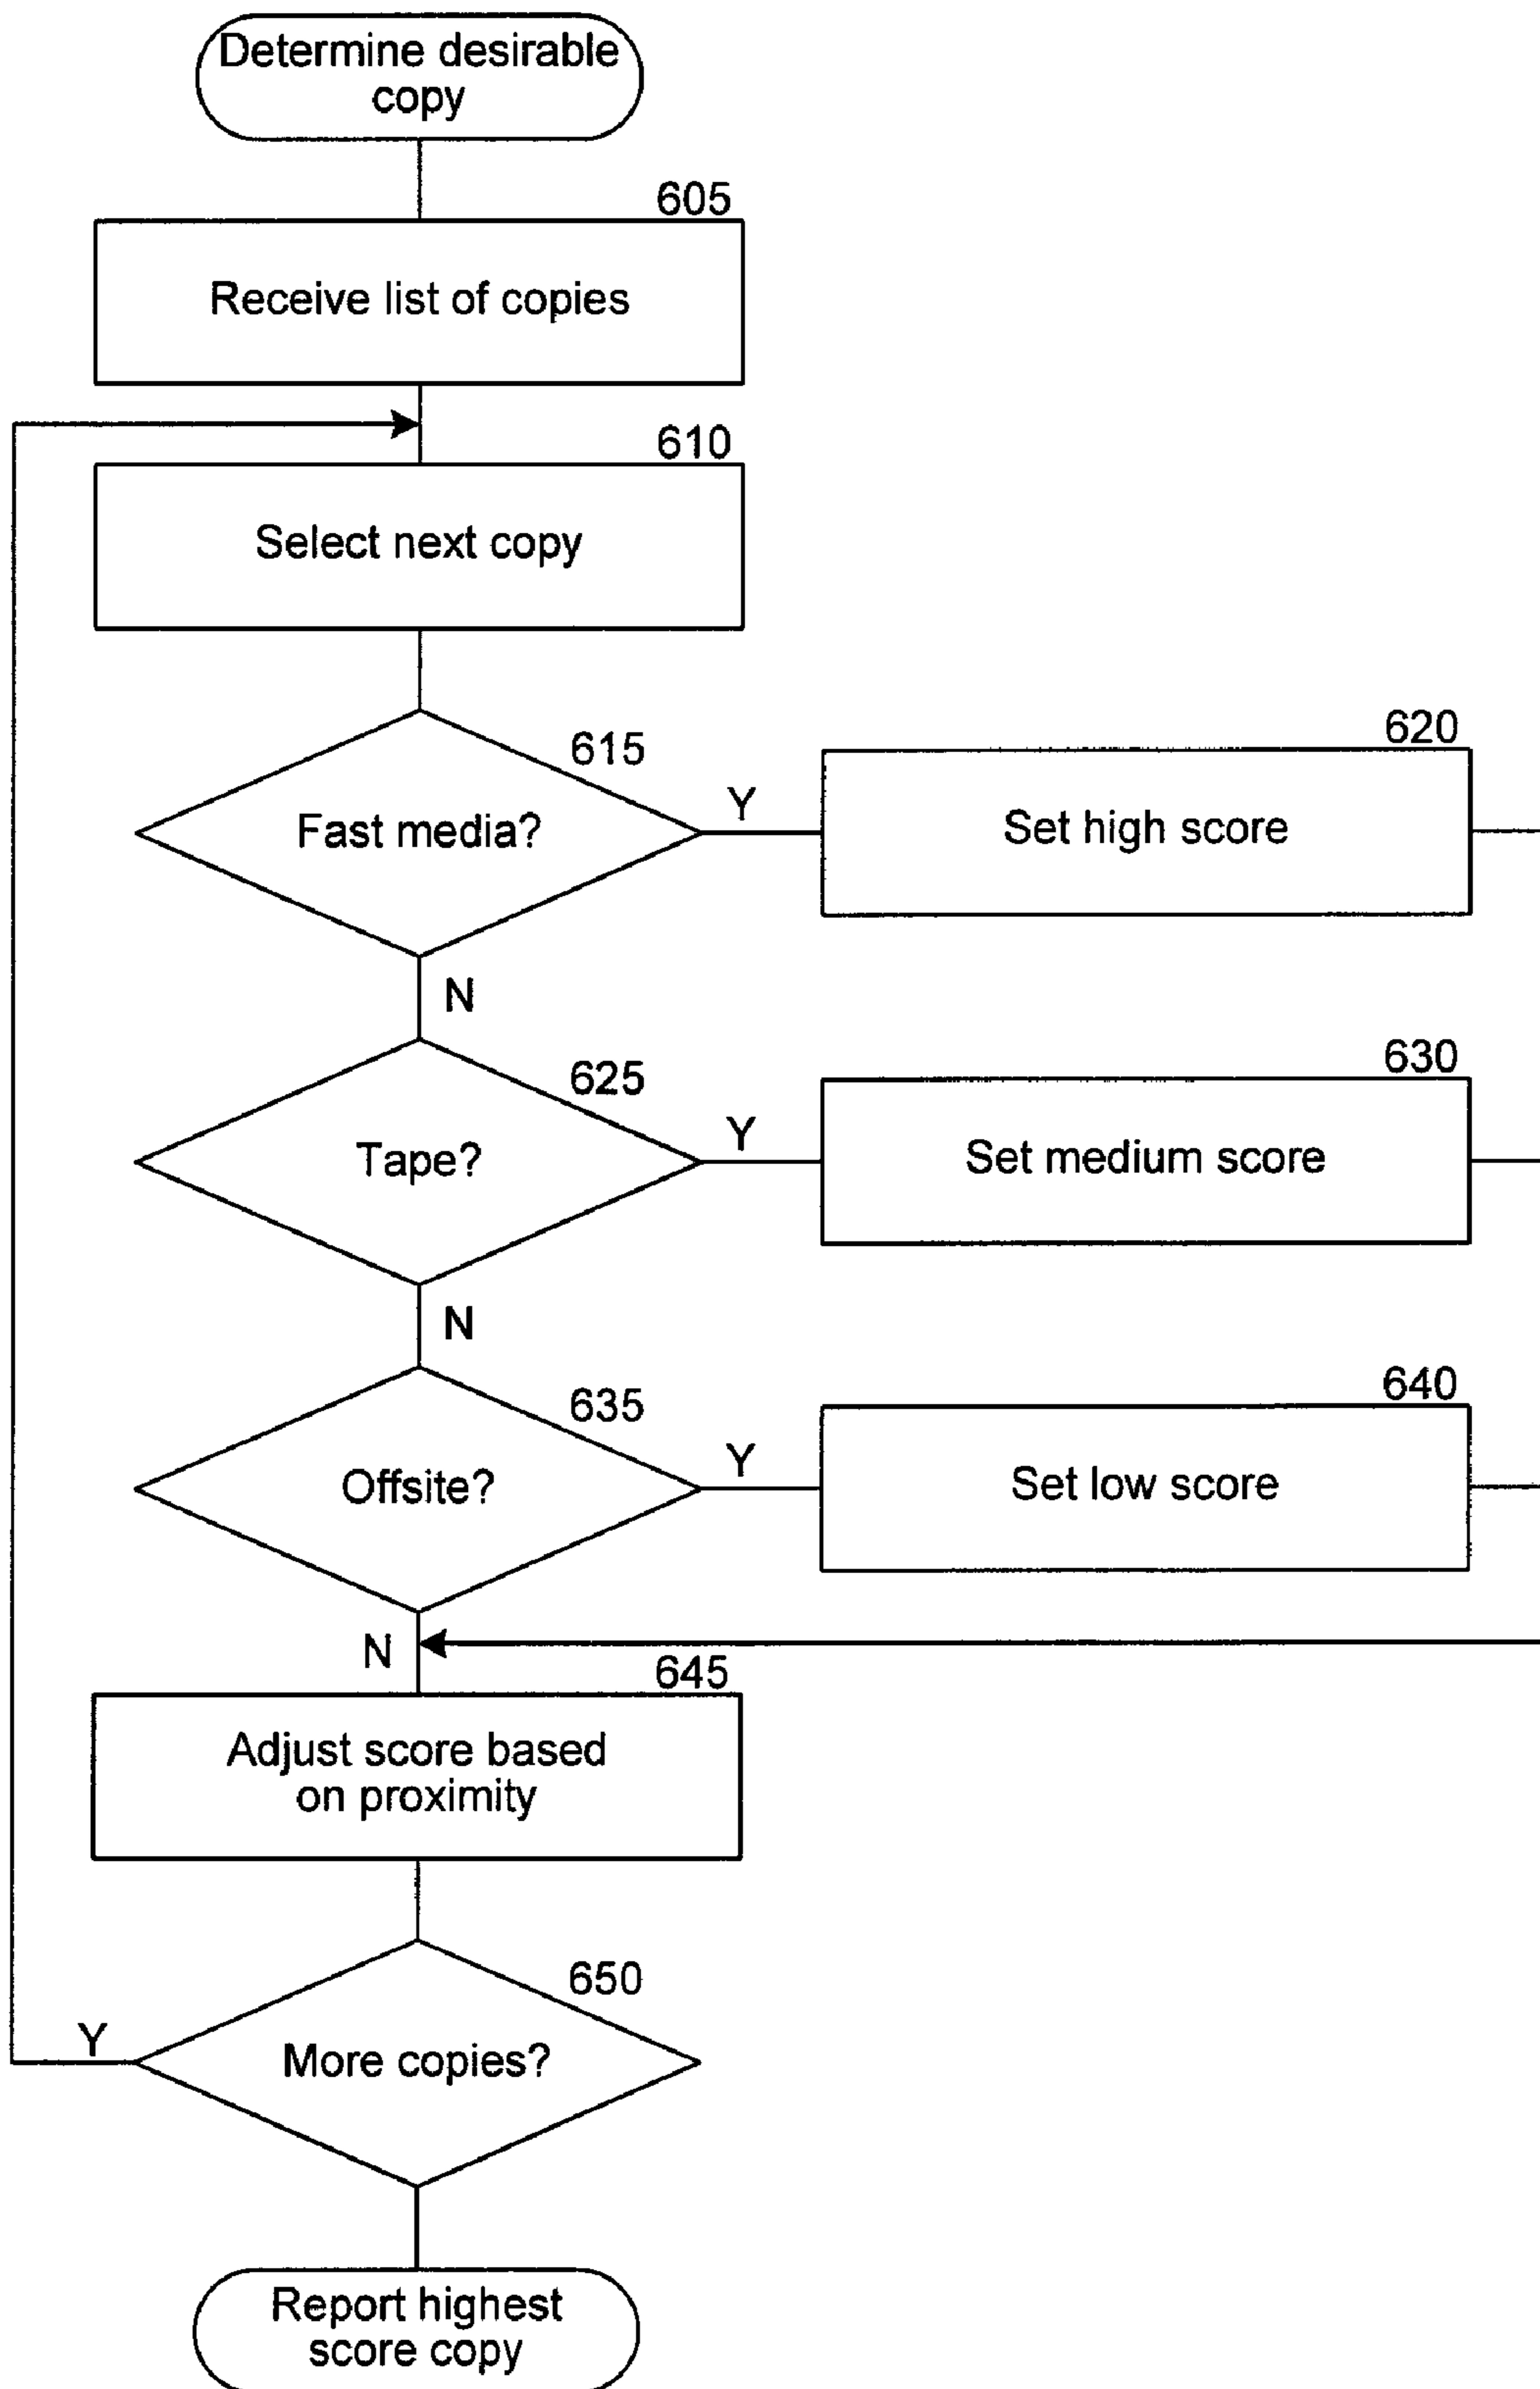 Determine desirable
copy
605
Receive list of copies
610
Select next copy
615
Fast media?
Y
620
Set high score
N
625
Tape?
Y
630
Set medium score
N
635
Offsite?
Y
640
Set low score
N
645
Adjust score based
on proximity
650
More copies?
Y
Report highest
score copy